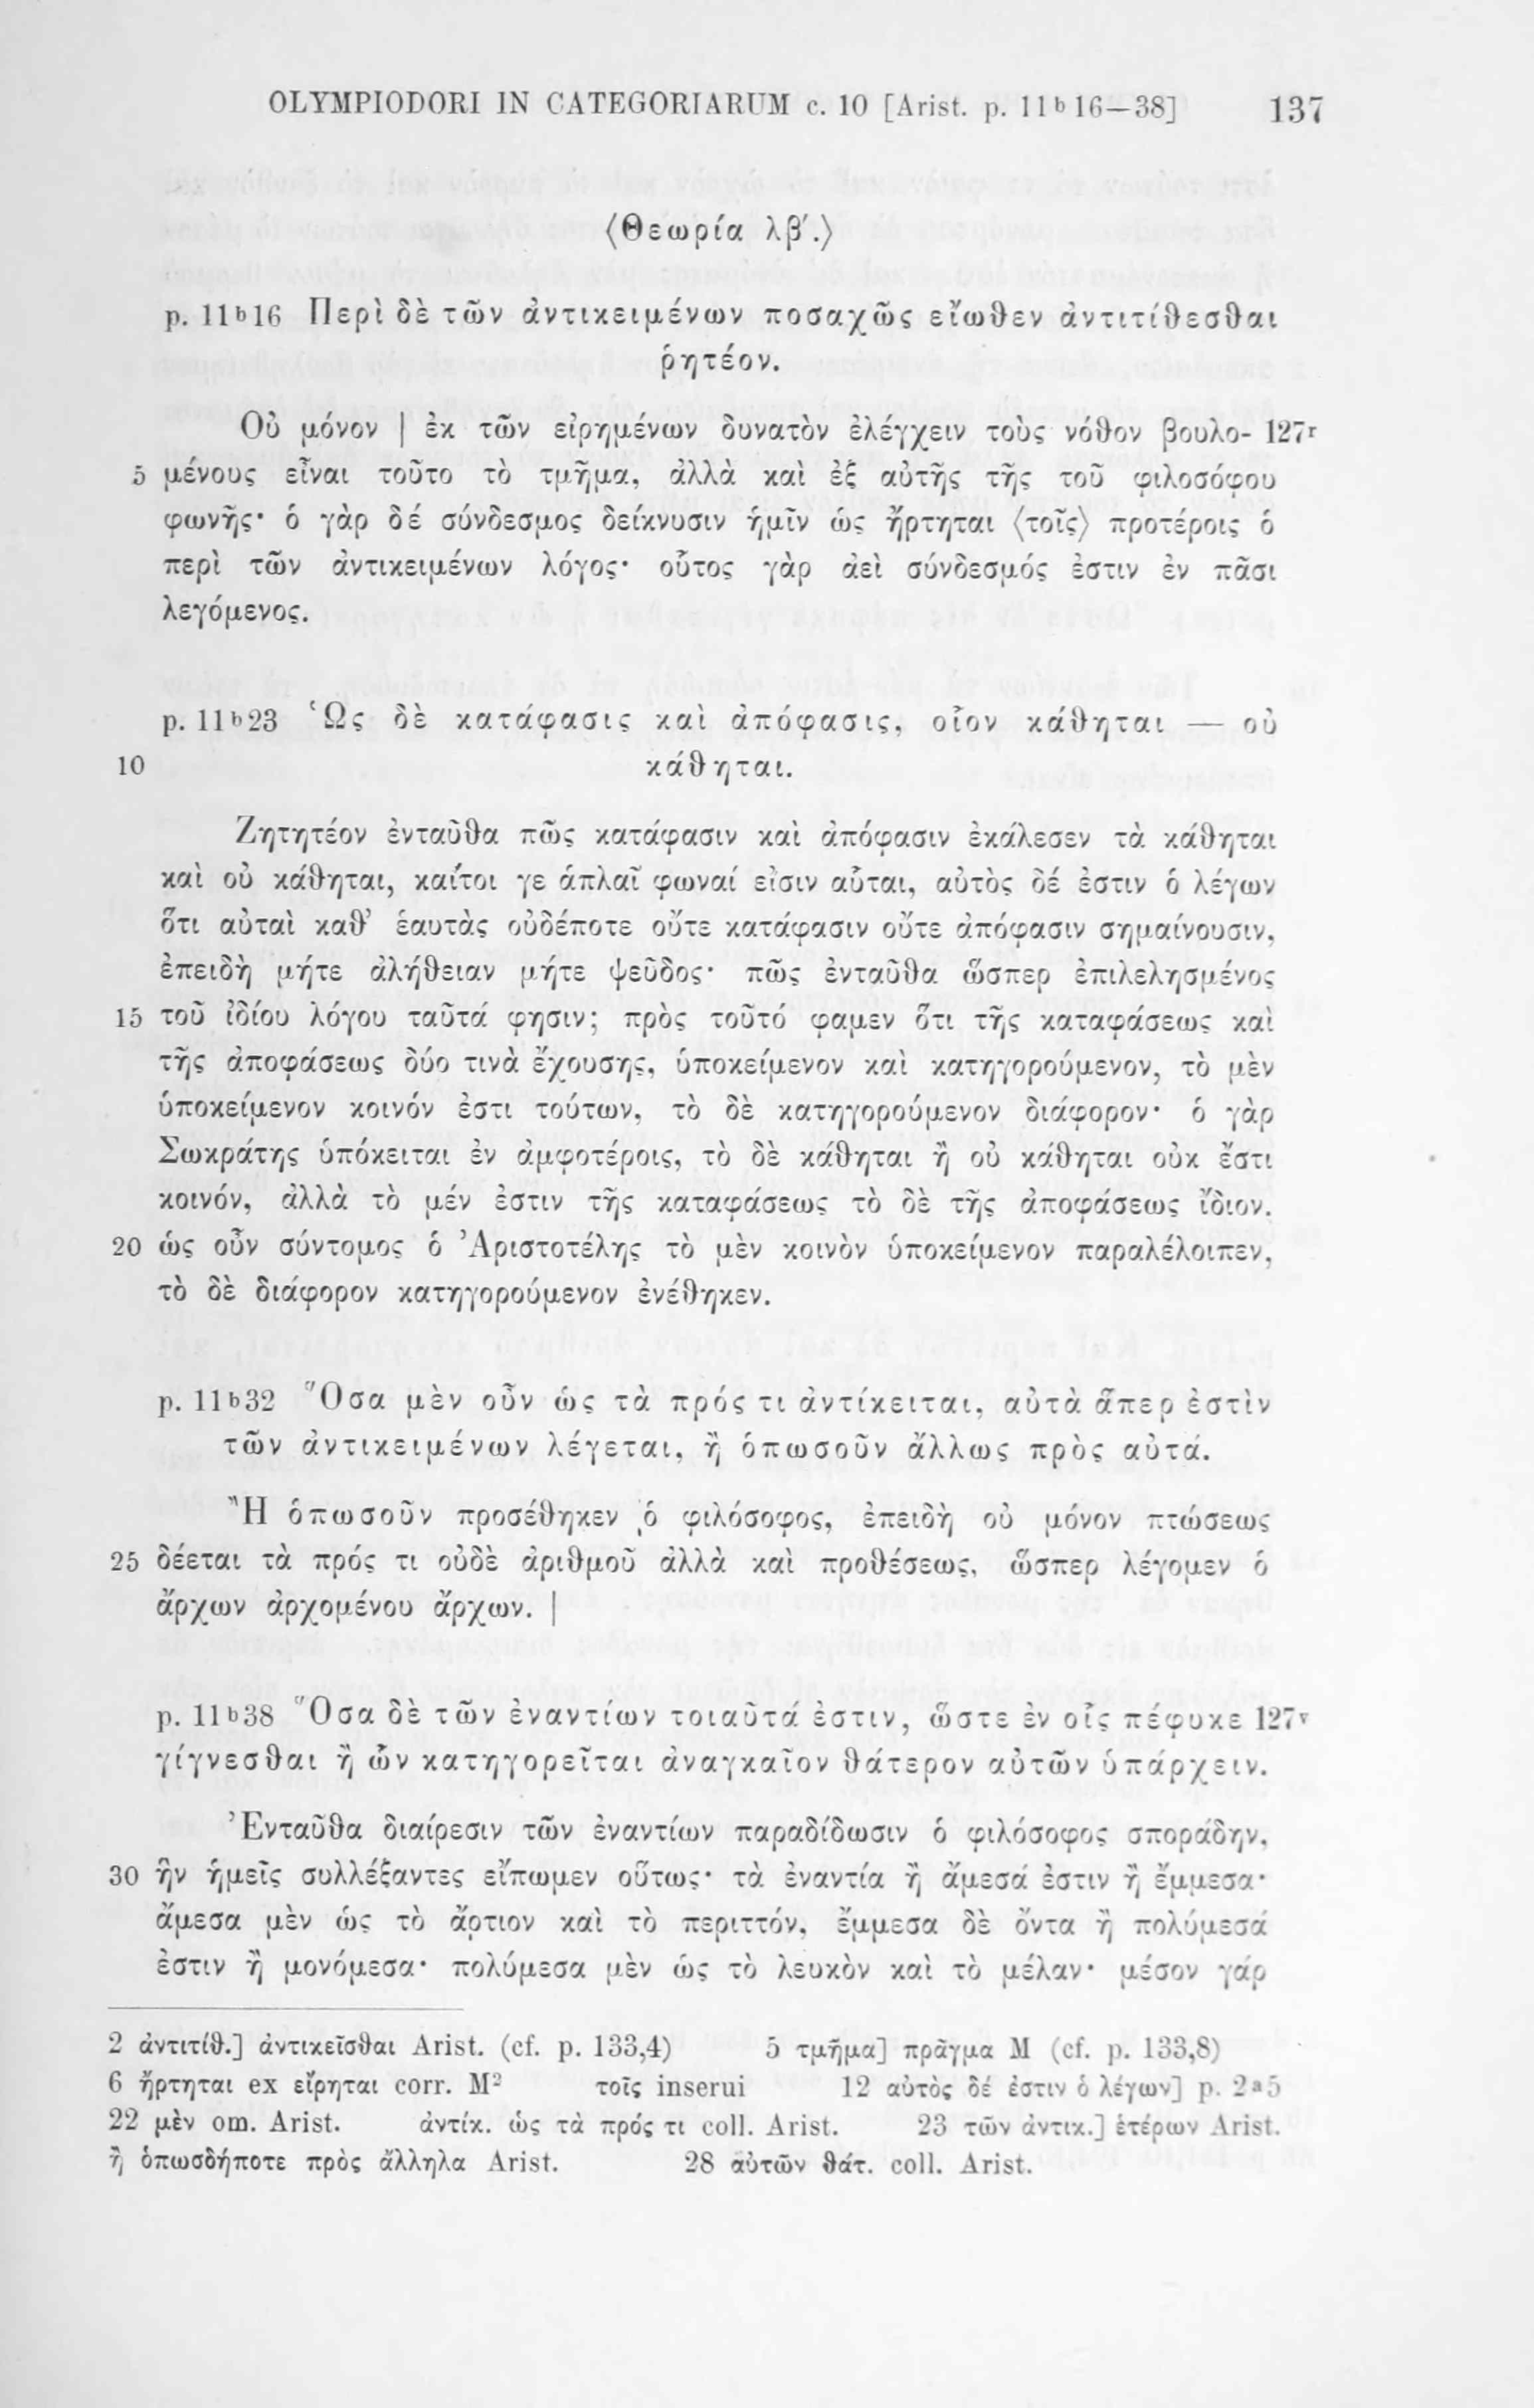 OLYMPIODORI IN CATEGORIARUM c. 10 [Arist. p. 11b16—38] 137
⟨Θεωρία λβ'.⟩
p. 11b16 Περὶ δὲ τῶν ἀντικειμένων ποσαχῶς εἴωθεν ἀντιτίθεσθαι
ῥητέον.
Οὐ μόνον | ἐκ τῶν εἰρημένων δυνατὸν ἐλέγχειν τοὺς νόθον βουλο- 127r
5 μένους εἶναι τοῦτο τὸ τμῆμα, ἀλλὰ καὶ ἐξ αὐτῆς τῆς τοῦ φιλοσόφου
φωνῆς· ὁ γὰρ δέ σύνδεσμος δείκνυσιν ἡμῖν ὡς ἤρτηται ⟨τοῖς⟩ προτέροις ὁ
περὶ τῶν ἀντικειμένων λόγος· οὗτος γὰρ ἀεὶ σύνδεσμός ἐστιν ἐν πᾶσι
λεγόμενος.
p. 11b23 Ὡς δὲ κατάφασις καὶ ἀπόφασις, οἷον κάθηται — οὐ
10 κάθηται.
Ζητητέον ἐνταῦθα πῶς κατάφασιν καὶ ἀπόφασιν ἐκάλεσεν τὰ κάθηται
καὶ οὐ κάθηται, καίτοι γε ἁπλαῖ φωναί εἰσιν αὗται, αὐτὸς δέ ἐστιν ὁ λέγων
ὅτι αὐταὶ καθ' ἑαυτὰς οὐδέποτε οὔτε κατάφασιν οὔτε ἀπόφασιν σημαίνουσιν,
ἐπειδὴ μήτε ἀλήθειαν μήτε ψεῦδος· πῶς ἐνταῦθα ὥσπερ ἐπιλελησμένος
15 τοῦ ἰδίου λόγου ταῦτά φησιν; πρὸς τοῦτό φαμεν ὅτι τῆς καταφάσεως καὶ
τῆς ἀποφάσεως δύο τινὰ ἔχουσης, ὑποκείμενον καὶ κατηγορούμενον, τὸ μὲν
ὑποκείμενον κοινόν ἐστι τούτων, τὸ δὲ κατηγορούμενον διάφορον· ὁ γὰρ
Σωκράτης ὑπόκειται ἐν ἀμφοτέροις, τὸ δὲ κάθηται ἢ οὐ κάθηται οὐκ ἔστι
κοινόν, ἀλλὰ τὸ μέν ἐστιν τῆς καταφάσεως τὸ δὲ τῆς ἀποφάσεως ἴδιον.
20 ὡς οὖν σύντομος ὁ Ἀριστοτέλης τὸ μὲν κοινὸν ὑποκείμενον παραλέλοιπεν,
τὸ δὲ διάφορον κατηγορούμενον ἐνέθηκεν.
p. 11b32 Ὅσα μὲν οὖν ὡς τὰ πρός τι ἀντίκειται, αὐτὰ ἅπερ ἐστὶν
τῶν ἀντικειμένων λέγεται, ἢ ὁπωσοῦν ἄλλως πρὸς αὐτά.
Ἢ ὁπωσοῦν προσέθηκεν ὁ φιλόσοφος, ἐπειδὴ οὐ μόνον πτώσεως
25 δέεται τὰ πρός τι οὐδὲ ἀριθμοῦ ἀλλὰ καὶ προθέσεως, ὥσπερ λέγομεν ὁ
ἄρχων ἀρχομένου ἄρχων. |
p. 11b38 Ὅσα δὲ τῶν ἐναντίων τοιαῦτά ἐστιν, ὥστε ἐν οἷς πέφυκε 127v
γίγνεσθαι ἢ ὧν κατηγορεῖται ἀναγκαῖον θάτερον αὐτῶν ὑπάρχειν.
Ἐνταῦθα διαίρεσιν τῶν ἐναντίων παραδίδωσιν ὁ φιλόσοφος σποράδην,
30 ἣν ἡμεῖς συλλέξαντες εἴπωμεν οὕτως· τὰ ἐναντία ἢ ἄμεσά ἐστιν ἢ ἔμμεσα·
ἄμεσα μὲν ὡς τὸ ἄρτιον καὶ τὸ περιττόν, ἔμμεσα δὲ ὄντα ἢ πολύμεσά
ἐστιν ἢ μονόμεσα· πολύμεσα μὲν ὡς τὸ λευκὸν καὶ τὸ μέλαν· μέσον γάρ
2 ἀντιτίθ.] ἀντικεῖσθαι Arist. (cf. p. 133,4) 5 τμῆμα] πρᾶγμα M (cf. p. 133,8)
6 ἤρτηται ex εἴρηται corr. M2 τοῖς inserui 12 αὐτὸς δέ ἐστιν ὁ λέγων] p. 2a5
22 μὲν om. Arist. ἀντίκ. ὡς τὰ πρός τι coll. Arist. 23 τῶν ἀντικ.] ἑτέρων Arist.
ἢ ὁπωσδήποτε πρὸς ἄλληλα Arist. 28 αὐτῶν θάτ. coll. Arist.